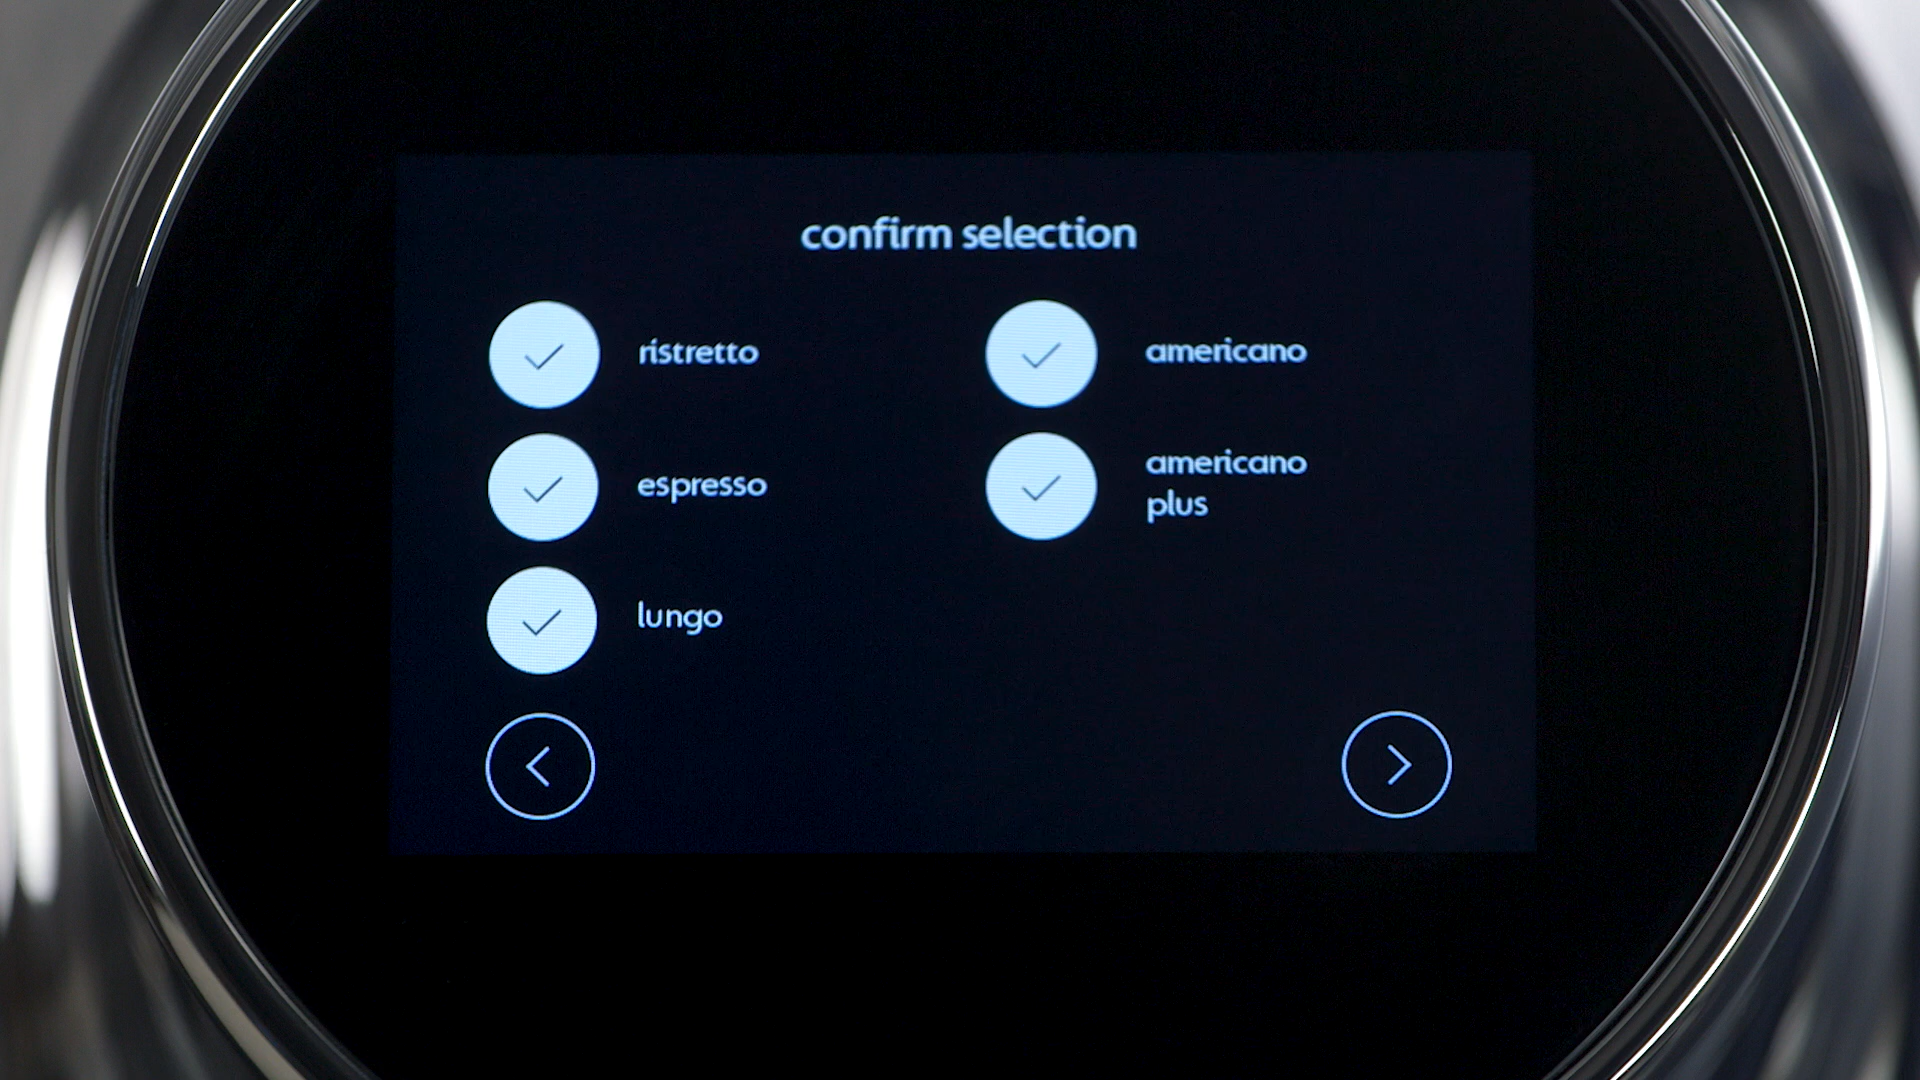 confirm selection
ristretto
espresso
lungo
americano
americano
plus